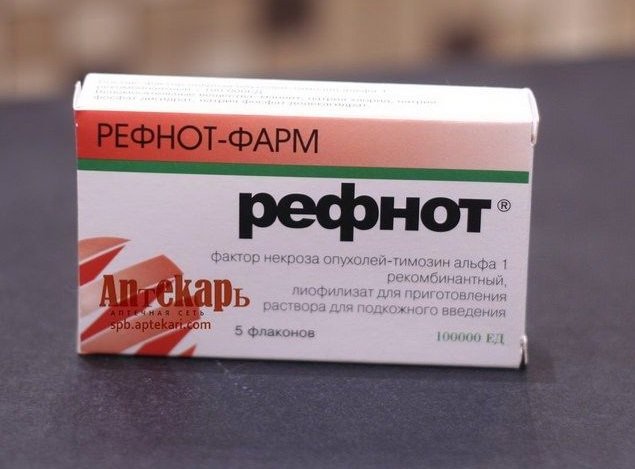 РЕФНОТ-ФАРМ
рефнот®
фактор некроза опухолей-тимозин альфа 1
рекомбинантный,
лиофилизат для приготовления
раствора для подкожного введения
Аптекарь
АПТЕЧНАЯ СЕТЬ
spb.aptekari.com
5 флаконов
100000 ЕД